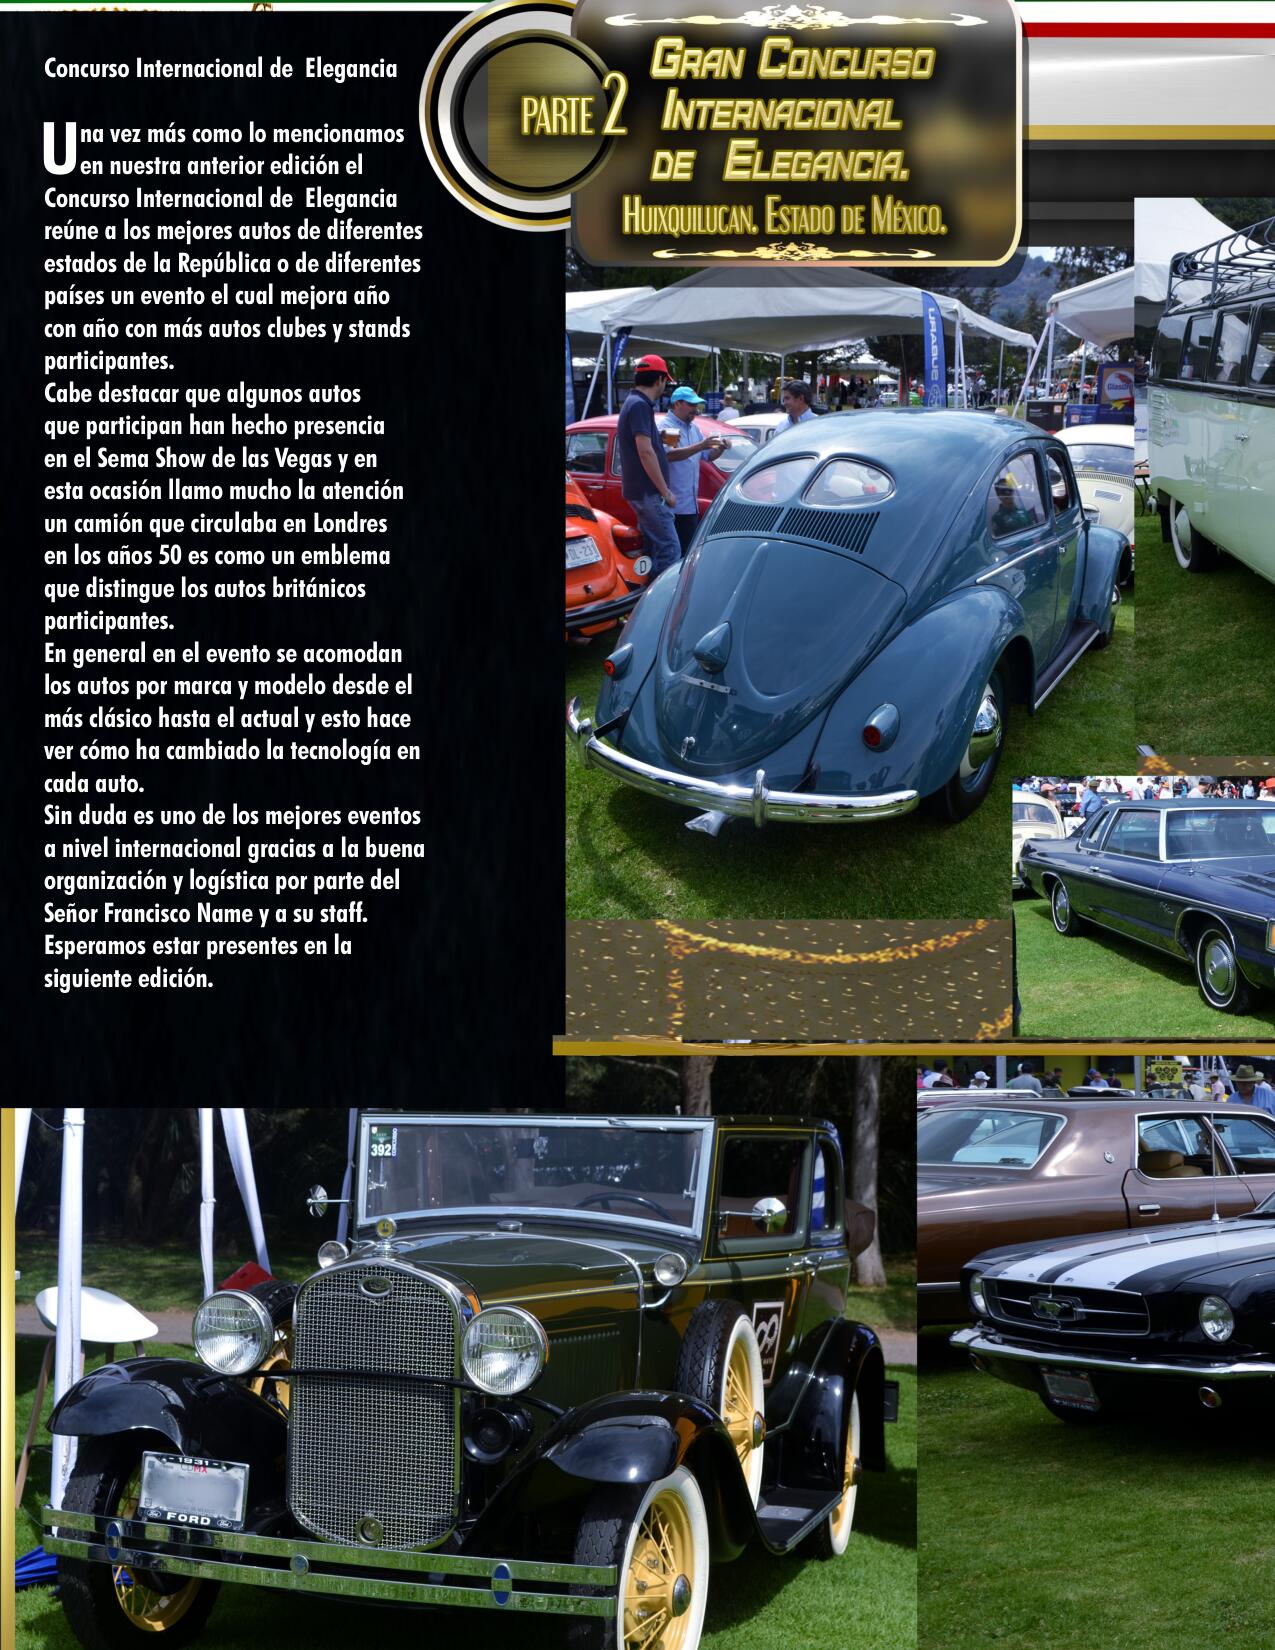 Concurso Internacional de  Elegancia
Una vez más como lo mencionamos
en nuestra anterior edición el
Concurso Internacional de  Elegancia
reúne a los mejores autos de diferentes
estados de la República o de diferentes
países un evento el cual mejora año
con año con más autos clubes y stands
participantes.
Cabe destacar que algunos autos
que participan han hecho presencia
en el Sema Show de las Vegas y en
esta ocasión llamo mucho la atención
un camión que circulaba en Londres
en los años 50 es como un emblema
que distingue los autos británicos
participantes.
En general en el evento se acomodan
los autos por marca y modelo desde el
más clásico hasta el actual y esto hace
ver cómo ha cambiado la tecnología en
cada auto.
Sin duda es uno de los mejores eventos
a nivel internacional gracias a la buena
organización y logística por parte del
Señor Francisco Name y a su staff.
Esperamos estar presentes en la
siguiente edición.
PARTE 2
GRAN CONCURSO
INTERNACIONAL
DE ELEGANCIA.
HUIXQUILUCAN. ESTADO DE MÉXICO.
SUBARU
D
392
1931
CDMX
FORD
MUSTANG